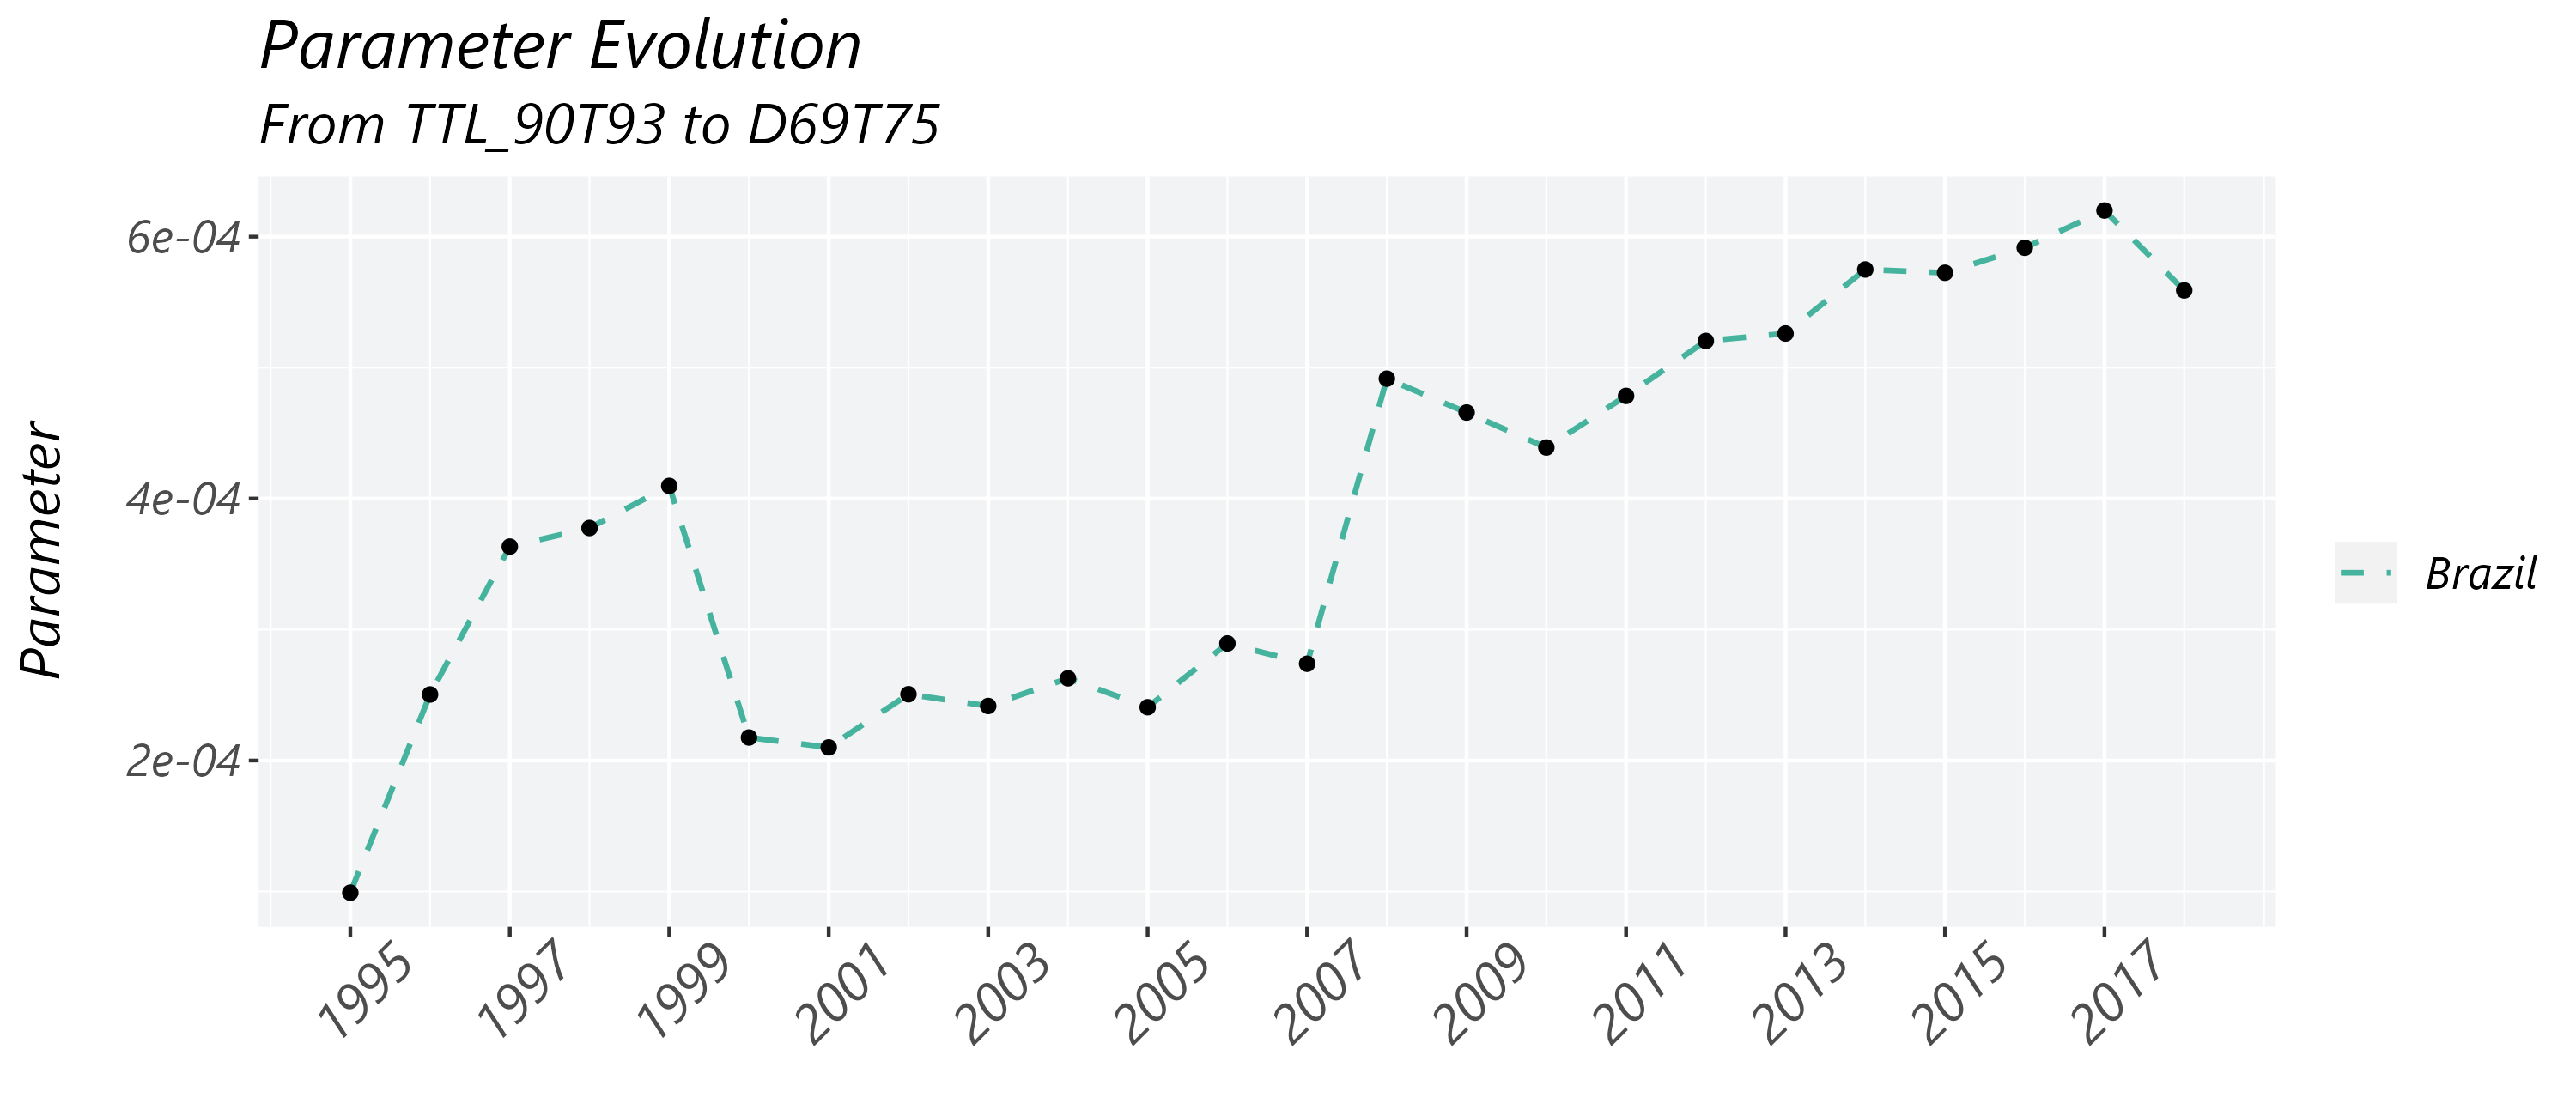 Parameter Evolution
From TTL_90T93 to D69T75
Parameter
6e-04
4e-04
2e-04
1995
1997
1999
2001
2003
2005
2007
2009
2011
2013
2015
2017
Brazil